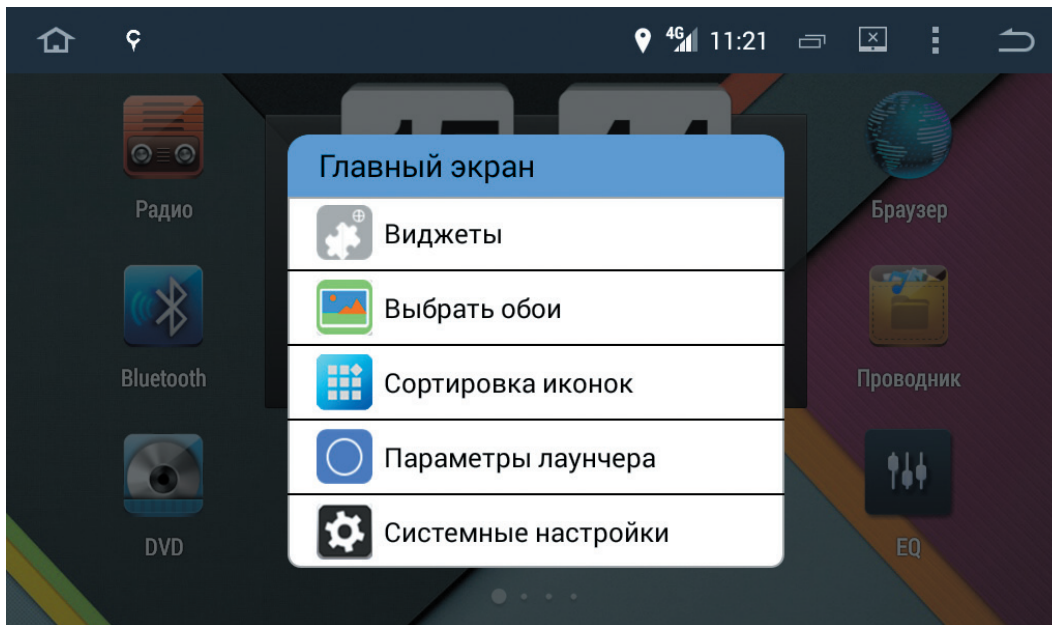 4G 11:21
Главный экран
Виджеты
Выбрать обои
Сортировка иконок
Параметры лаунчера
Системные настройки
Радио
Bluetooth
DVD
Браузер
Проводник
EQ